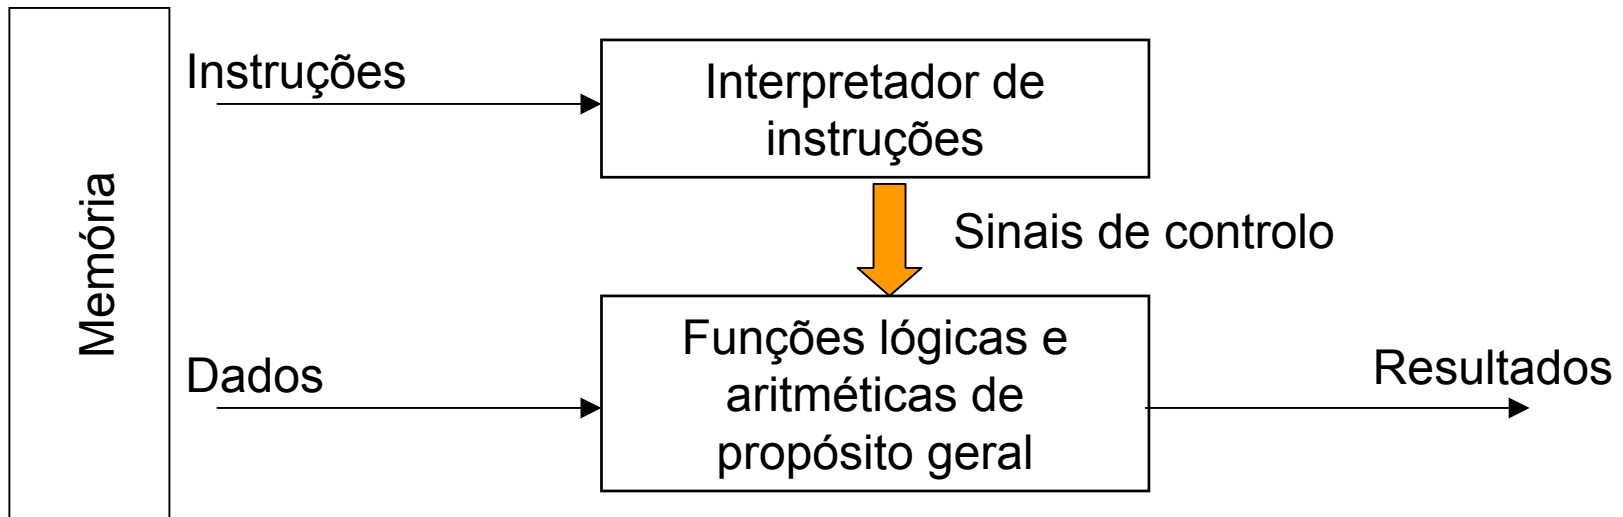 Memória
Instruções
Interpretador de
instruções
Sinais de controlo
Dados
Funções lógicas e
aritméticas de
propósito geral
Resultados